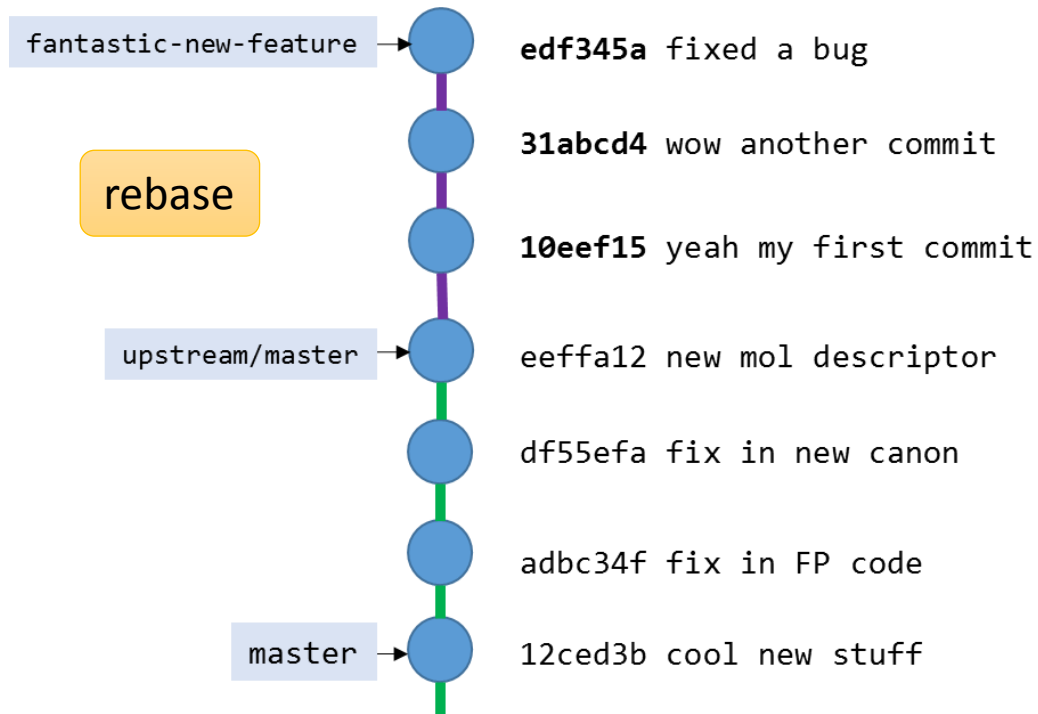 fantastic-new-feature
edf345a fixed a bug
31abcd4 wow another commit
rebase
10eef15 yeah my first commit
upstream/master
eeffa12 new mol descriptor
df55efa fix in new canon
adbc34f fix in FP code
master
12ced3b cool new stuff